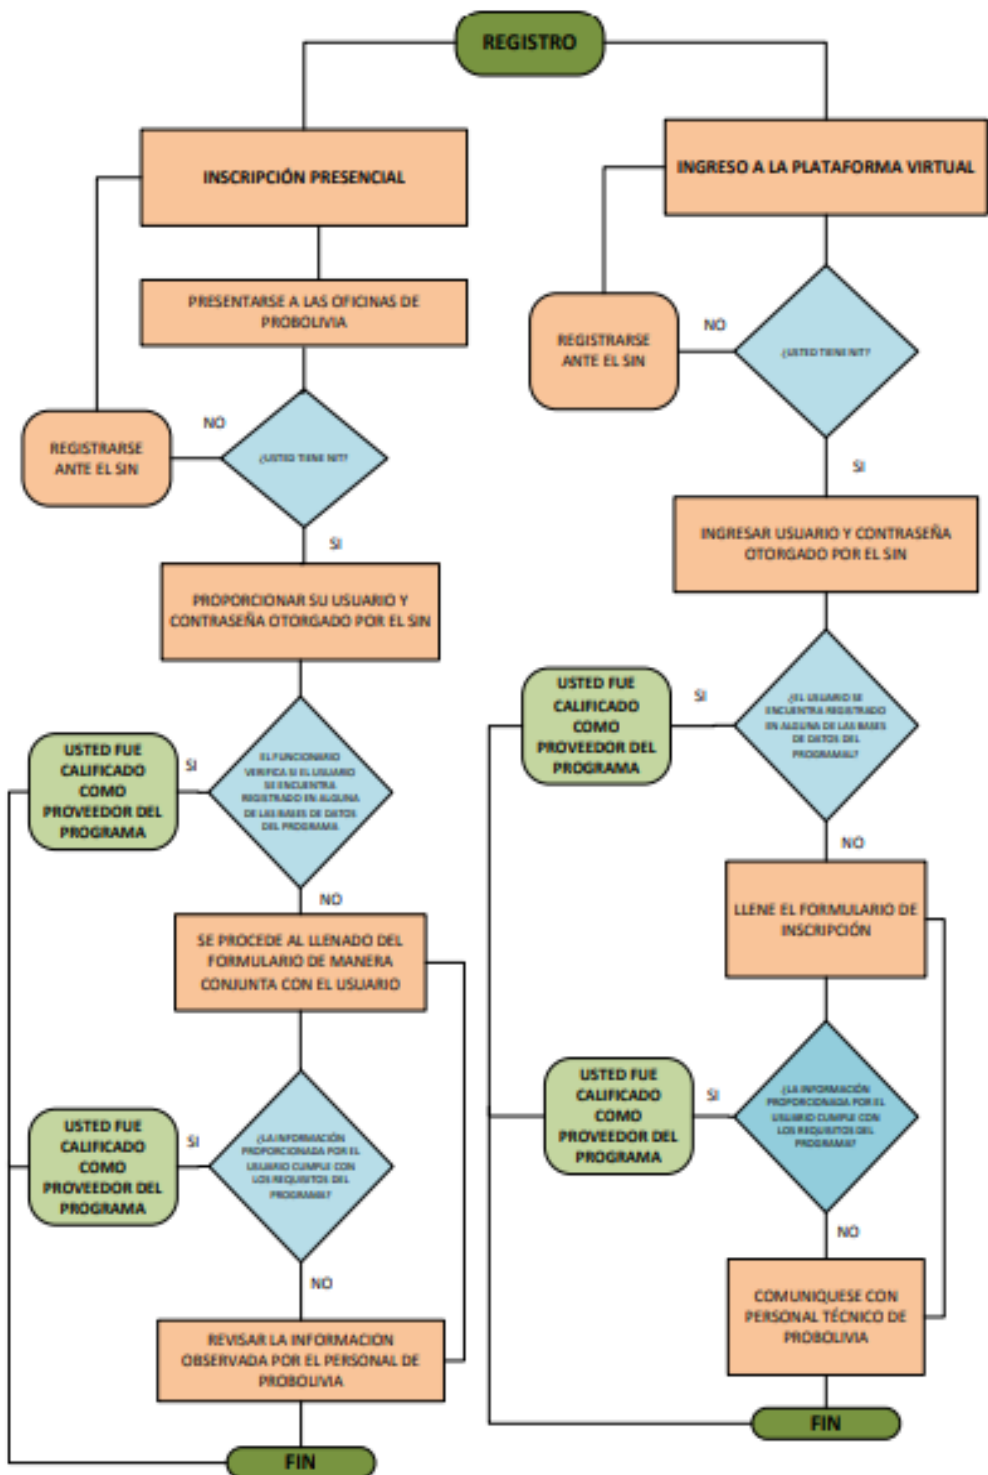 REGISTRO
INSCRIPCIÓN PRESENCIAL
PRESENTARSE A LAS OFICINAS DE
PROBOLIVIA
NO
REGISTRARSE
ANTE EL SIN
¿USTED TIENE NIT?
SI
PROPORCIONAR SU USUARIO Y
CONTRASEÑA OTORGADO POR EL SIN
USTED FUE
CALIFICADO
COMO
PROVEEDOR DEL
PROGRAMA
SI
EL FUNCIONARIO
VERIFICA SI EL USUARIO
SE ENCUENTRA
REGISTRADO EN ALGUNA
DE LAS BASES DE DATOS
DEL PROGRAMA
NO
SE PROCEDE AL LLENADO DEL
FORMULARIO DE MANERA
CONJUNTA CON EL USUARIO
USTED FUE
CALIFICADO
COMO
PROVEEDOR DEL
PROGRAMA
SI
¿LA INFORMACIÓN
PROPORCIONADA POR EL
USUARIO CUMPLE CON
LOS REQUISITOS DEL
PROGRAMA?
NO
REVISAR LA INFORMACION
OBSERVADA POR EL PERSONAL DE
PROBOLIVIA
FIN
INGRESO A LA PLATAFORMA VIRTUAL
NO
REGISTRARSE
ANTE EL SIN
¿USTED TIENE NIT?
SI
INGRESAR USUARIO Y CONTRASEÑA
OTORGADO POR EL SIN
USTED FUE
CALIFICADO
COMO
PROVEEDOR DEL
PROGRAMA
SI
¿EL USUARIO SE
ENCUENTRA REGISTRADO
EN ALGUNA DE LAS BASES
DE DATOS DEL
PROGRAMAL?
NO
LLENE EL FORMULARIO DE
INSCRIPCIÓN
USTED FUE
CALIFICADO
COMO
PROVEEDOR DEL
PROGRAMA
SI
¿LA INFORMACIÓN
PROPORCIONADA POR EL
USUARIO CUMPLE CON
LOS REQUISITOS DEL
PROGRAMA?
NO
COMUNIQUESE CON
PERSONAL TÉCNICO DE
PROBOLIVIA
FIN